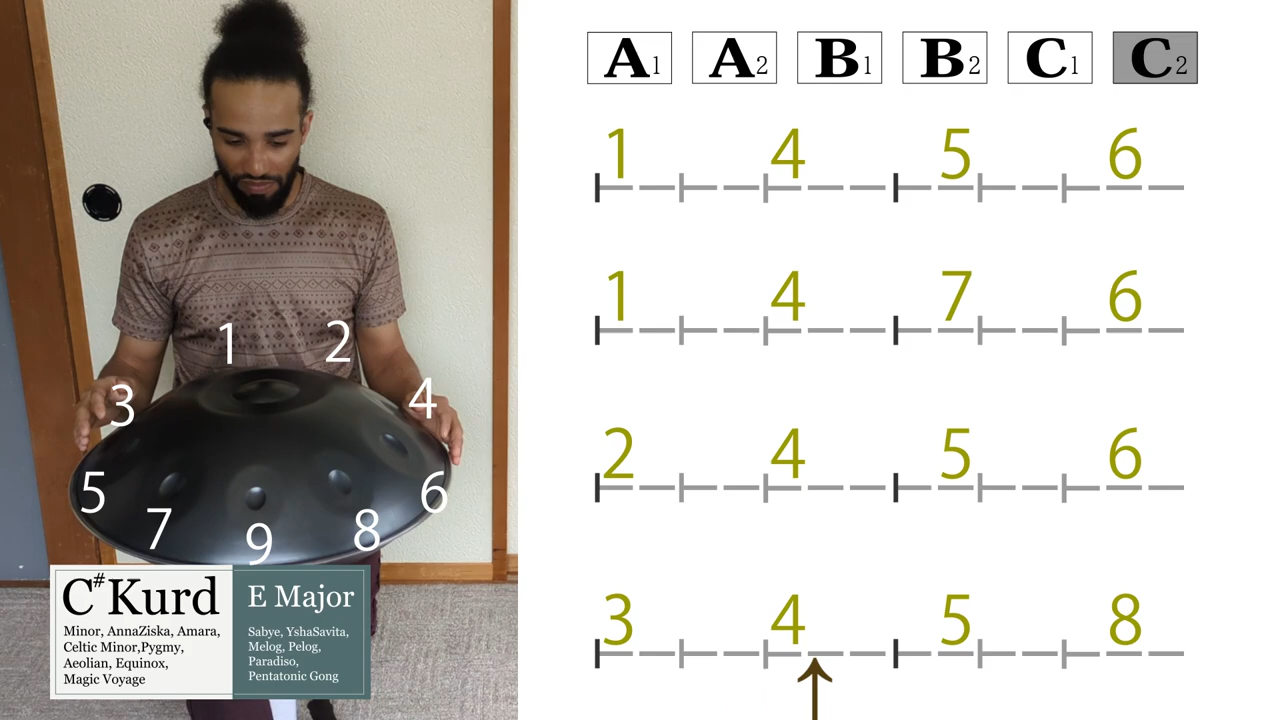 A1 A2 B1 B2 C1 C2
1 4 5 6
1 4 7 6
2 4 5 6
3 4 5 8
1 2
3 4
5 6
7 8
9
C#Kurd
Minor, AnnaZiska, Amara,
Celtic Minor,Pygmy,
Aeolian, Equinox,
Magic Voyage
E Major
Sabye, YshaSavita,
Melog, Pelog,
Paradiso,
Pentatonic Gong